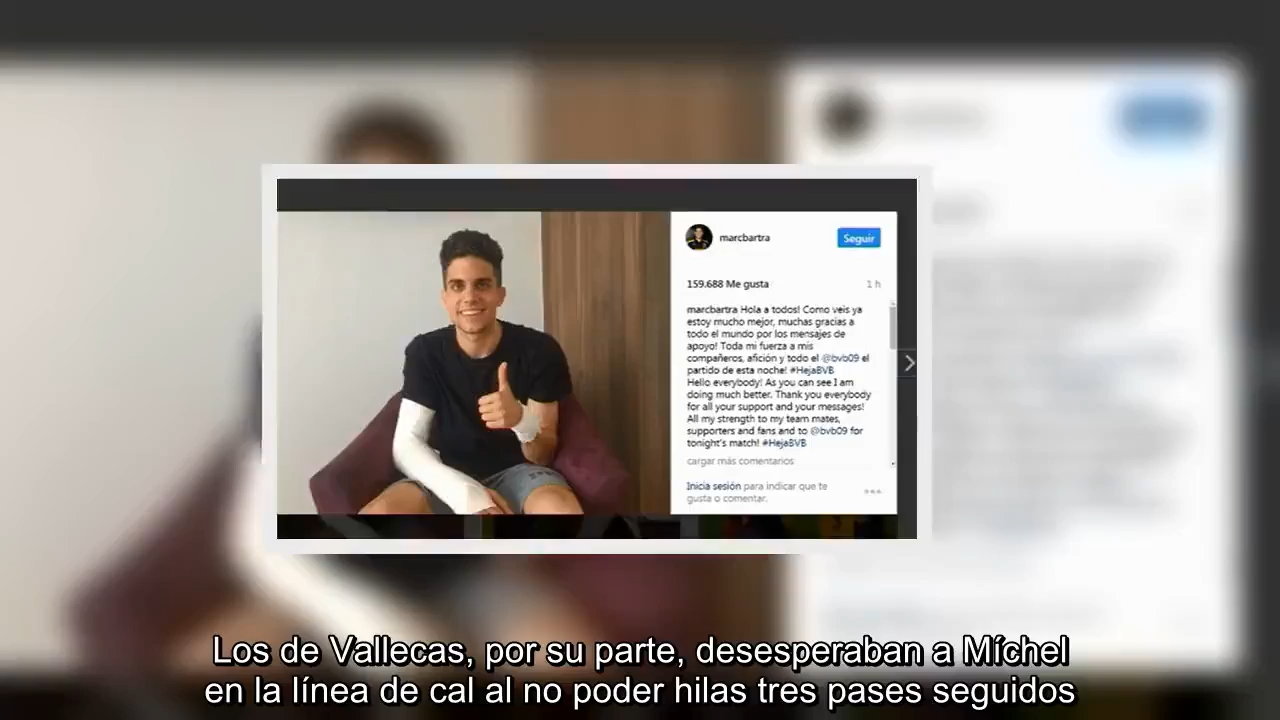 marcbartra
Seguir
159.688 Me gusta
1 h
marcbartra Hola a todos! Como veis ya
estoy mucho mejor, muchas gracias a
todo el mundo por los mensajes de
apoyo! Toda mi fuerza a mis
compañeros, afición y todo el @bvb09 el
partido de esta noche! #HejaBVB
Hello everybody! As you can see I am
doing much better. Thank you everybody
for all your support and your messages!
All my strength to my team mates,
supporters and fans and to @bvb09 for
tonight's match! #HejaBVB
cargar más comentarios
Inicia sesión para indicar que te
gusta o comentar.
Los de Vallecas, por su parte, desesperaban a Míchel
en la línea de cal al no poder hilas tres pases seguidos